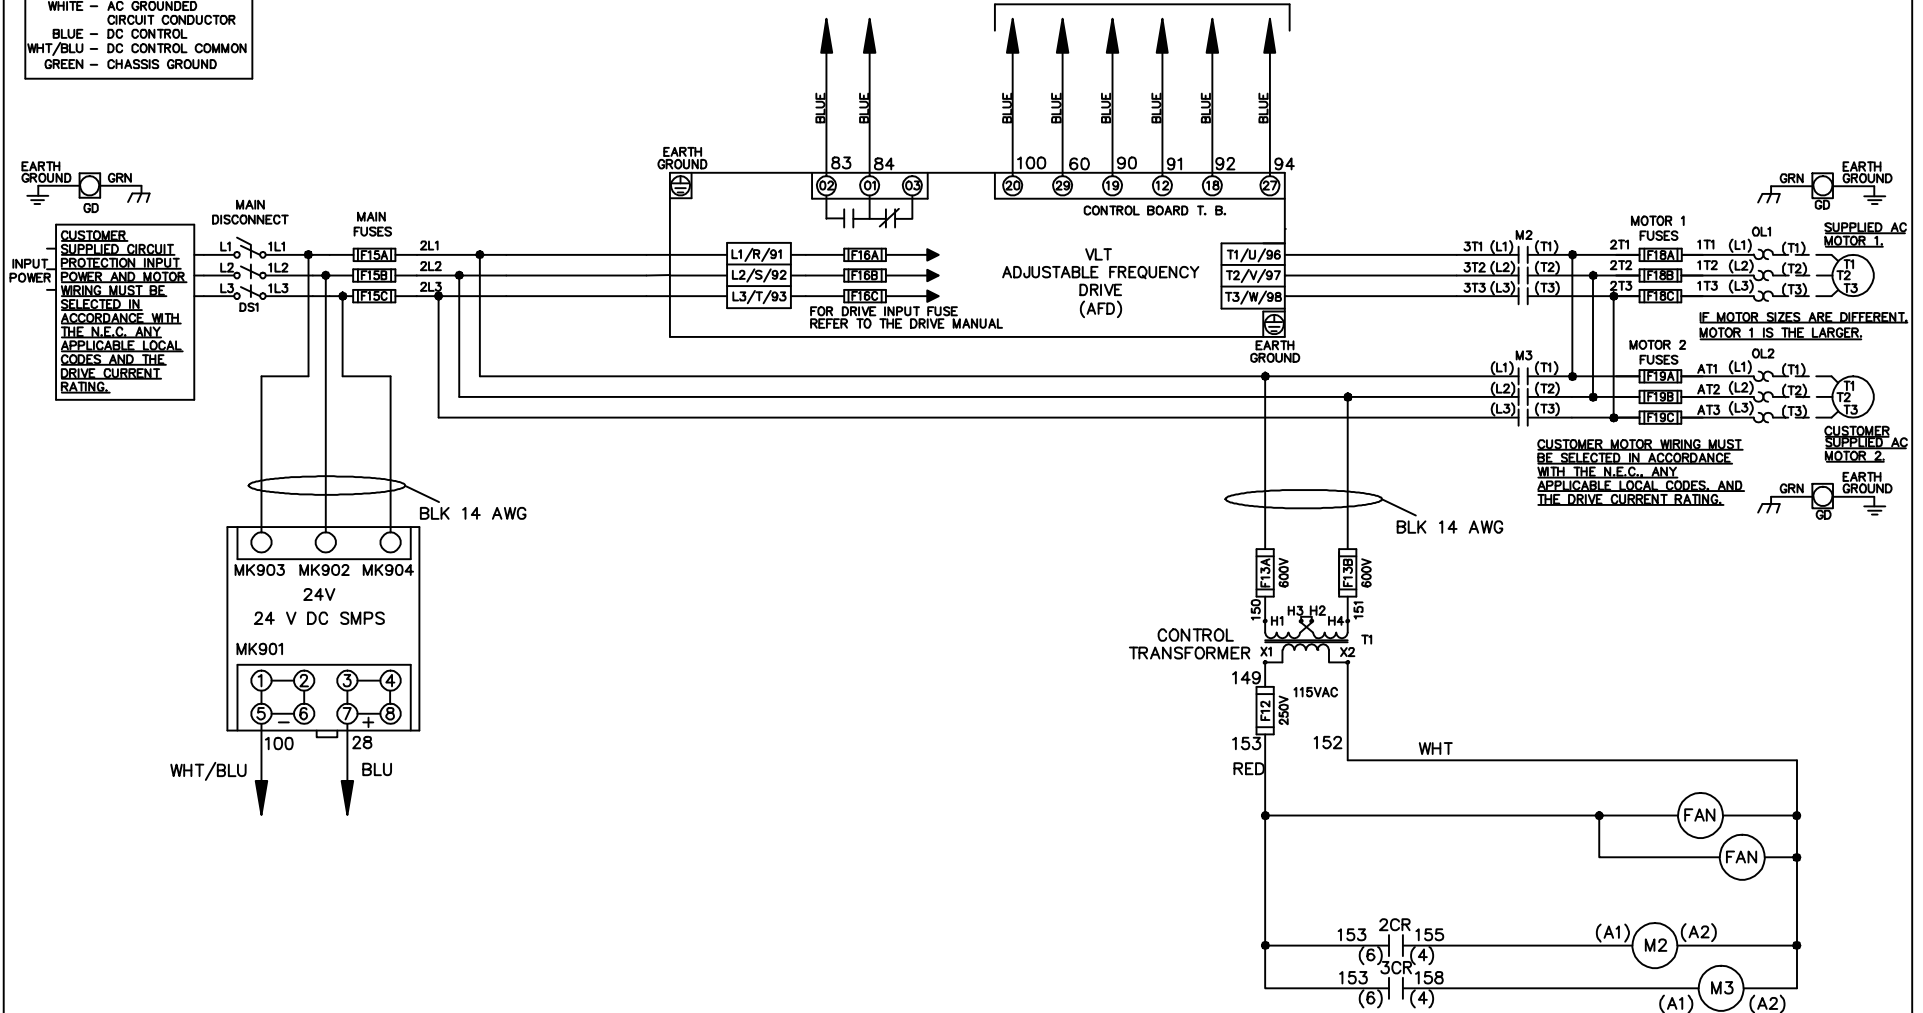 WHITE – AC GROUNDED
CIRCUIT CONDUCTOR
BLUE – DC CONTROL
WHT/BLU – DC CONTROL COMMON
GREEN – CHASSIS GROUND
BLUE
BLUE
BLUE
BLUE
BLUE
BLUE
BLUE
BLUE
EARTH
GROUND
83 84
100 60 90 91 92 94
02 01 03
20 29 19 12 18 27
CONTROL BOARD T. B.
EARTH
GROUND
GRN
GD
MAIN
DISCONNECT
MAIN
FUSES
CUSTOMER
SUPPLIED CIRCUIT
PROTECTION INPUT
POWER AND MOTOR
WIRING MUST BE
SELECTED IN
ACCORDANCE WITH
THE N.E.C. ANY
APPLICABLE LOCAL
CODES AND THE
DRIVE CURRENT
RATING.
INPUT
POWER
L1 1L1 F15A 2L1
L2 1L2 F15B 2L2
L3 1L3 F15C 2L3
DS1
L1/R/91 F16A
L2/S/92 F16B
L3/T/93 F16C
FOR DRIVE INPUT FUSE
REFER TO THE DRIVE MANUAL
VLT
ADJUSTABLE FREQUENCY
DRIVE
(AFD)
T1/U/96
T2/V/97
T3/W/98
EARTH
GROUND
GRN
EARTH
GROUND
GD
M2
MOTOR 1
FUSES
OL1
SUPPLIED AC
MOTOR 1.
3T1 (L1) (T1) 2T1 F18A 1T1 (L1) (T1) T1
3T2 (L2) (T2) 2T2 F18B 1T2 (L2) (T2) T2
3T3 (L3) (T3) 2T3 F18C 1T3 (L3) (T3) T3
IF MOTOR SIZES ARE DIFFERENT,
MOTOR 1 IS THE LARGER.
M3
MOTOR 2
FUSES
OL2
(L1) (T1) F19A AT1 (L1) (T1) T1
(L2) (T2) F19B AT2 (L2) (T2) T2
(L3) (T3) F19C AT3 (L3) (T3) T3
CUSTOMER
SUPPLIED AC
MOTOR 2.
CUSTOMER MOTOR WIRING MUST
BE SELECTED IN ACCORDANCE
WITH THE N.E.C., ANY
APPLICABLE LOCAL CODES, AND
THE DRIVE CURRENT RATING.
GRN
EARTH
GROUND
GD
BLK 14 AWG
BLK 14 AWG
MK903 MK902 MK904
24V
24 V DC SMPS
MK901
1 2 3 4
5 – 6 7 + 8
100 28
WHT/BLU BLU
F13A 600V F13B 600V
150 151
H1 H3 H2 H4
T1
CONTROL
TRANSFORMER
X1 X2
149
115VAC
F12 250V
153 152
RED
WHT
FAN
FAN
153 2CR 155 (A1) M2 (A2)
(6) (4)
153 3CR 158 M3
(6) (4) (A1) (A2)